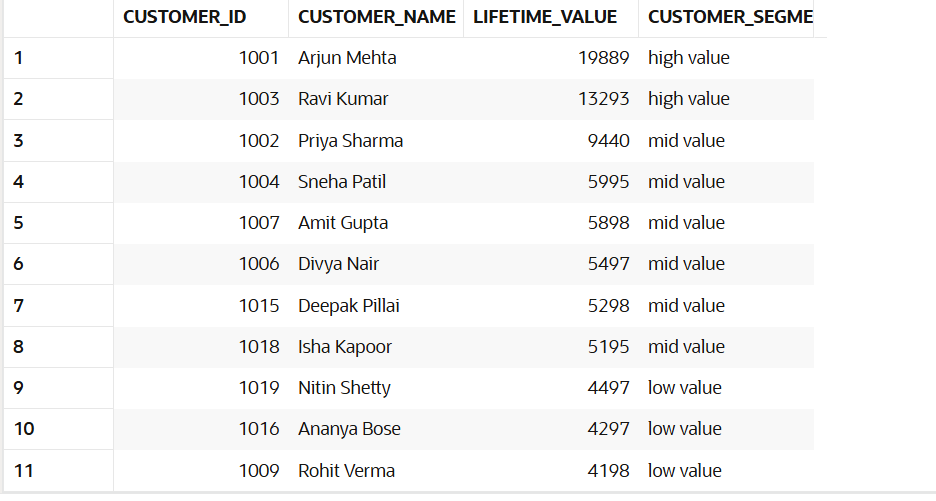 CUSTOMER_ID CUSTOMER_NAME LIFETIME_VALUE CUSTOMER_SEGME
1 1001 Arjun Mehta 19889 high value
2 1003 Ravi Kumar 13293 high value
3 1002 Priya Sharma 9440 mid value
4 1004 Sneha Patil 5995 mid value
5 1007 Amit Gupta 5898 mid value
6 1006 Divya Nair 5497 mid value
7 1015 Deepak Pillai 5298 mid value
8 1018 Isha Kapoor 5195 mid value
9 1019 Nitin Shetty 4497 low value
10 1016 Ananya Bose 4297 low value
11 1009 Rohit Verma 4198 low value